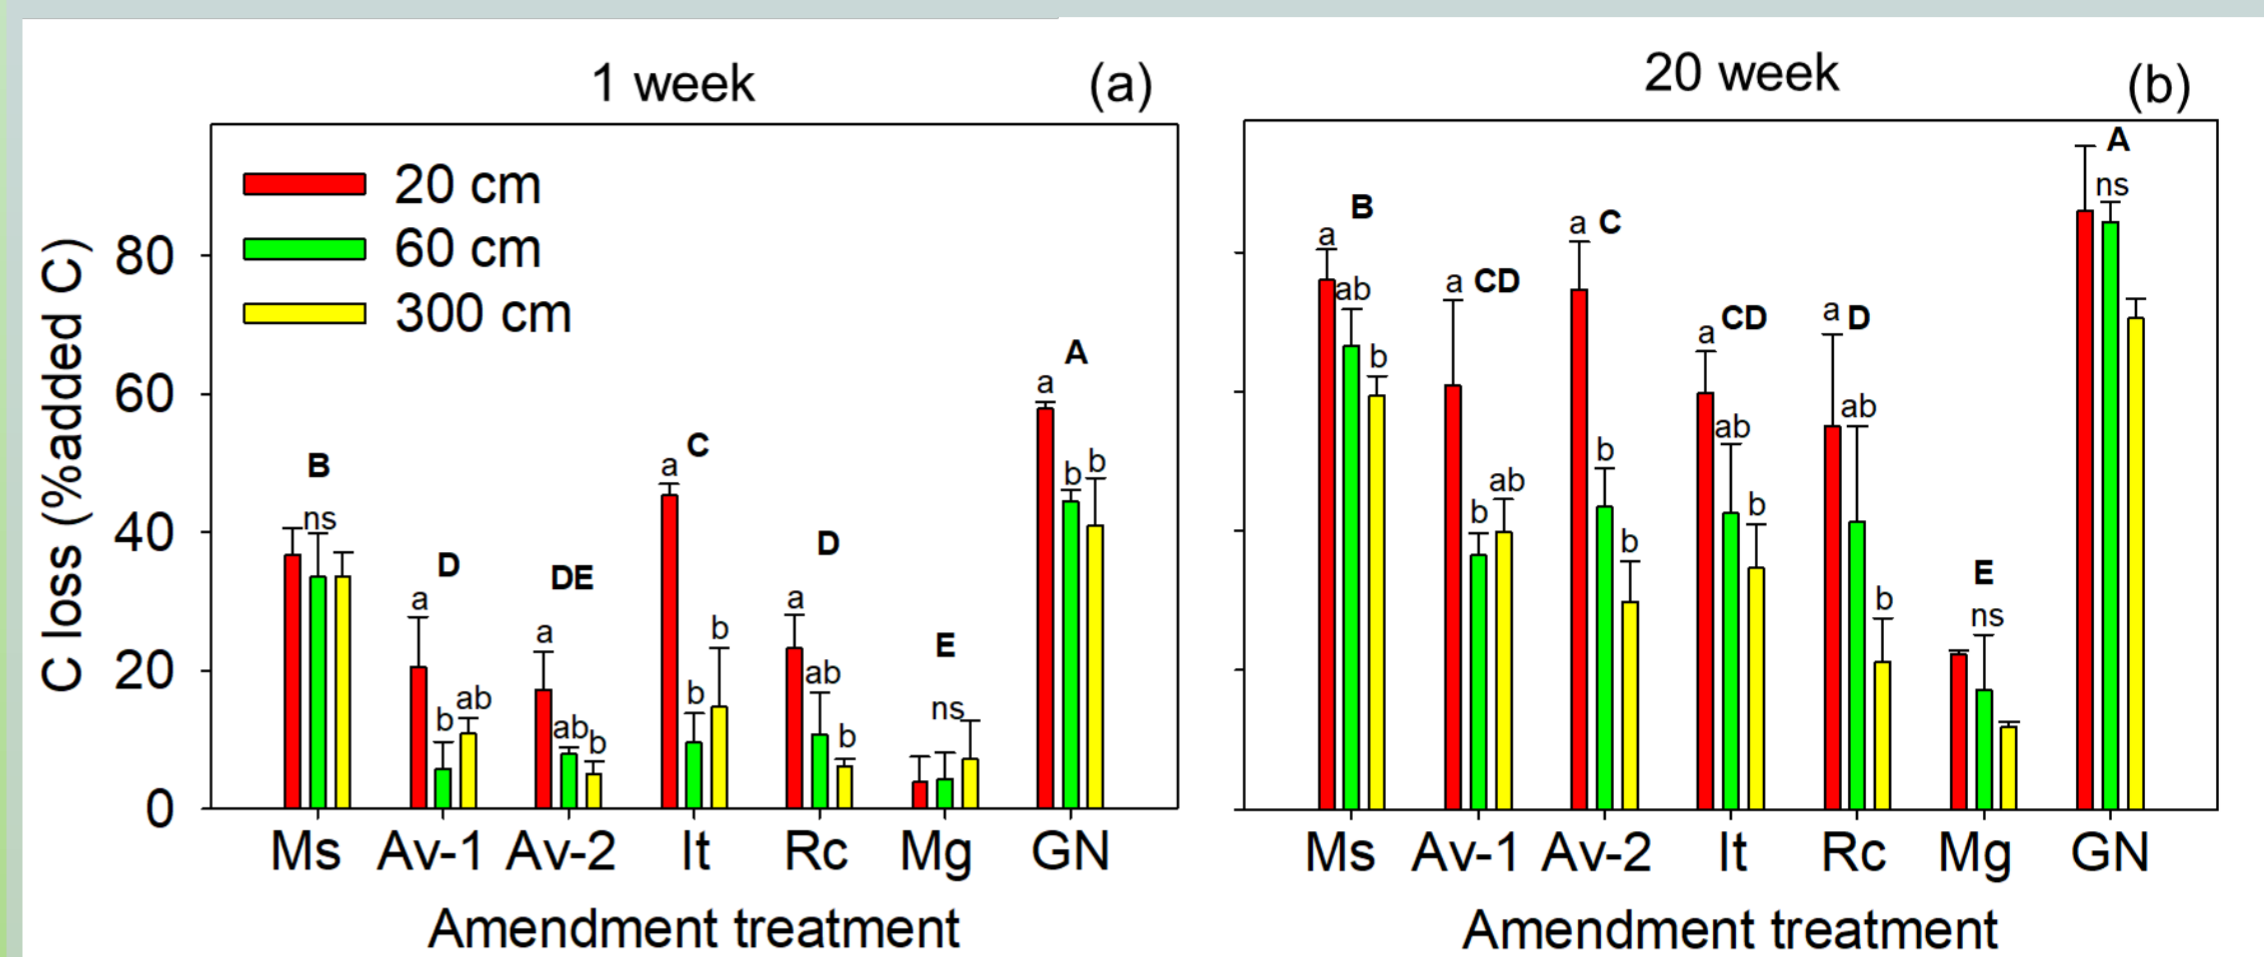 1 week
(a)
20 cm
60 cm
300 cm
C loss (%added C)
80
60
40
20
0
B
ns
D
a
b
ab
DE
a
ab
b
C
a
b
b
D
a
ab
b
E
ns
A
a
b
b
Ms Av-1 Av-2 It Rc Mg GN
Amendment treatment
20 week
(b)
B
a
ab
b
a CD
b
ab
a C
b
b
a CD
ab
b
a D
ab
b
E
ns
A
ns
Ms Av-1 Av-2 It Rc Mg GN
Amendment treatment